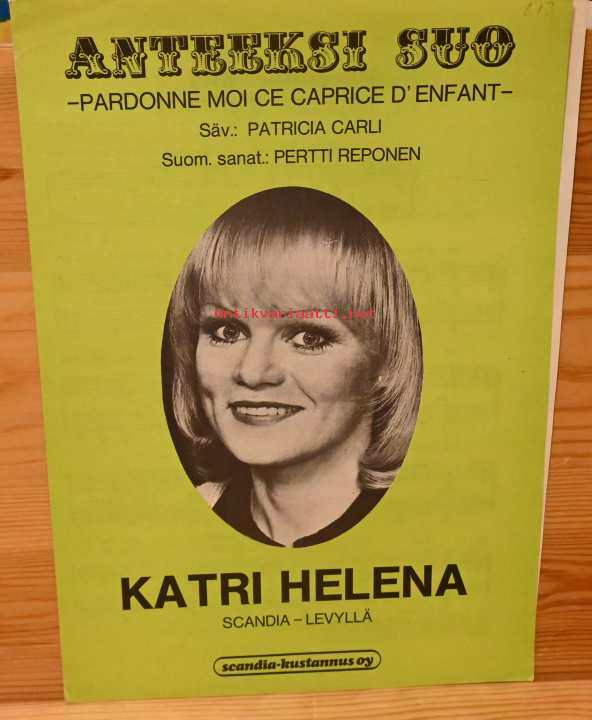 ANTEEKSI SUO
–PARDONNE MOI CE CAPRICE D' ENFANT–
Säv.: PATRICIA CARLI
Suom. sanat.: PERTTI REPONEN
antikvariaatti.net
KATRI HELENA
SCANDIA – LEVYLLÄ
scandia-kustannus oy